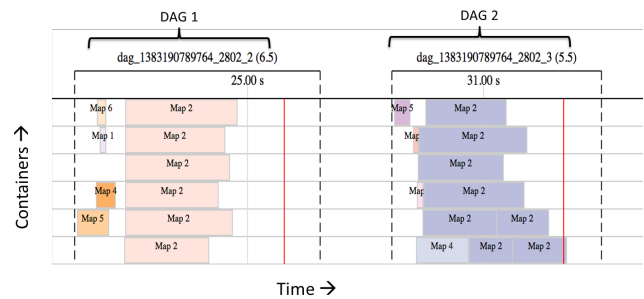 DAG 1
DAG 2
dag_1383190789764_2802_2 (6.5)
dag_1383190789764_2802_3 (5.5)
25.00 s
31.00 s
Map 6
Map 2
Map 5
Map 2
Map 1
Map 2
Map
Map 2
Map 2
Map 2
Map 4
Map 2
Map
Map 2
Map 5
Map 2
Map 2
Map 2
Map 2
Map 4
Map 2
Map 2
Containers →
Time →